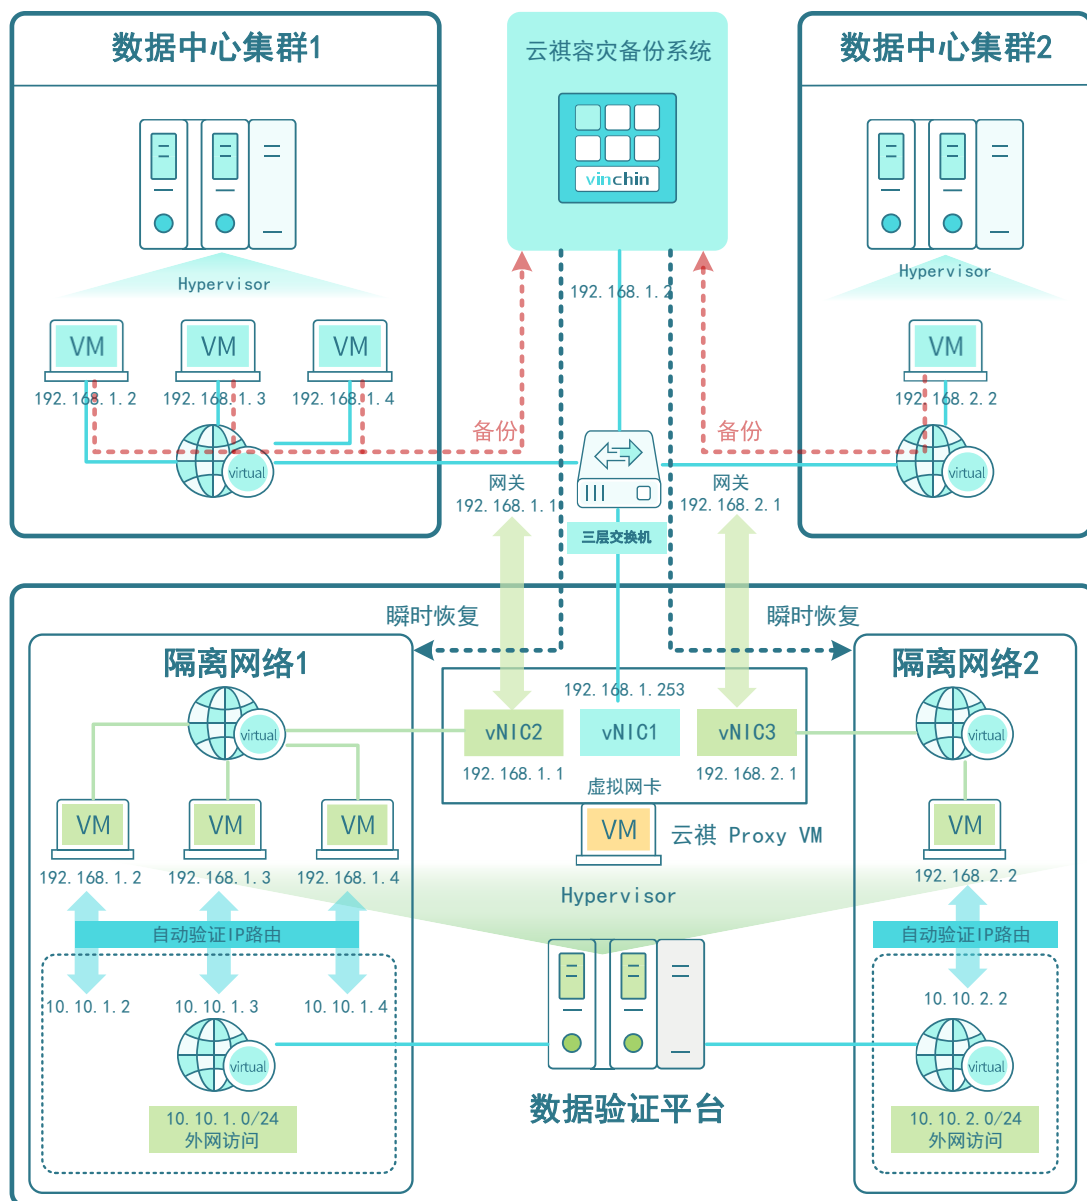 数据中心集群1
云祺容灾备份系统
数据中心集群2
vinchin
Hypervisor
Hypervisor
192.168.1.2
VM
VM
VM
VM
192.168.1.2
192.168.1.3
192.168.1.4
192.168.2.2
备份
备份
virtual
virtual
网关
192.168.1.1
网关
192.168.2.1
三层交换机
瞬时恢复
瞬时恢复
隔离网络1
隔离网络2
192.168.1.253
virtual
vNIC2
vNIC1
vNIC3
virtual
192.168.1.1
192.168.2.1
虚拟网卡
VM
VM
VM
VM
云祺 Proxy VM
VM
192.168.1.2
192.168.1.3
192.168.1.4
192.168.2.2
Hypervisor
自动验证IP路由
自动验证IP路由
10.10.1.2
10.10.1.3
10.10.1.4
10.10.2.2
virtual
virtual
数据验证平台
10.10.1.0/24
外网访问
10.10.2.0/24
外网访问